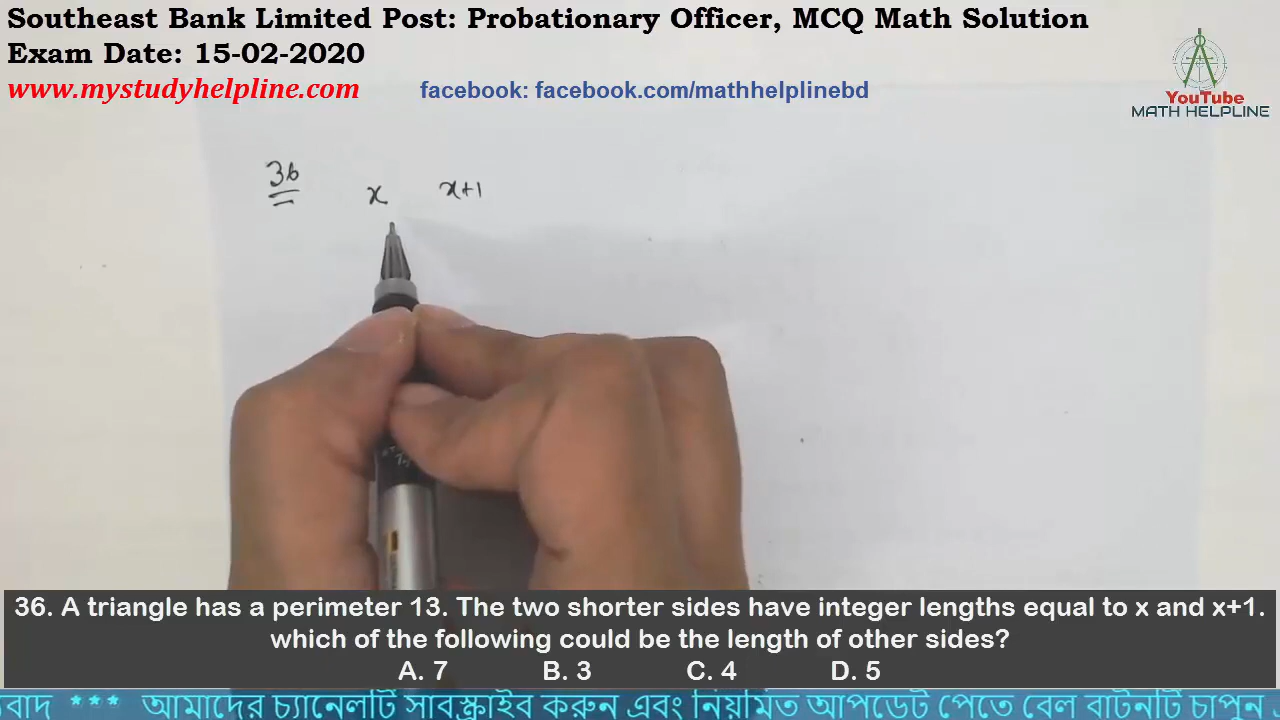 Southeast Bank Limited Post: Probationary Officer, MCQ Math Solution
Exam Date: 15-02-2020
www.mystudyhelpline.com facebook: facebook.com/mathhelplinebd
YouTube
MATH HELPLINE
36 x x+1
36. A triangle has a perimeter 13. The two shorter sides have integer lengths equal to x and x+1.
which of the following could be the length of other sides?
A. 7 B. 3 C. 4 D. 5
*** আমাদের চ্যানেলটি সাবস্ক্রাইব করুন এবং নিয়মিত আপডেট পেতে বেল বাটনটি চাপুন